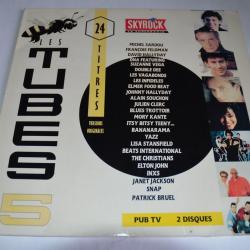 LES
TUBES
5
24
TITRES
VERSIONS
ORIGINALES
SKYROCK
MICHEL SARDOU
FRANÇOIS FELDMAN
DAVID HALLYDAY
DNA FEATURING
SUZANNE VEGA
DOUBLE DEE
LES VAGABONDS
LES INFIDELES
ELMER FOOD BEAT
JOHNNY HALLYDAY
ALAIN SOUCHON
JULIEN CLERC
BLUES TROTTOIR
MORY KANTE
ITSY BITSY TEENY...
BANANARAMA
YAZZ
LISA STANSFIELD
BEATS INTERNATIONAL
THE CHRISTIANS
ELTON JOHN
INXS
JANET JACKSON
SNAP
PATRICK BRUEL
PUB TV 2 DISQUES